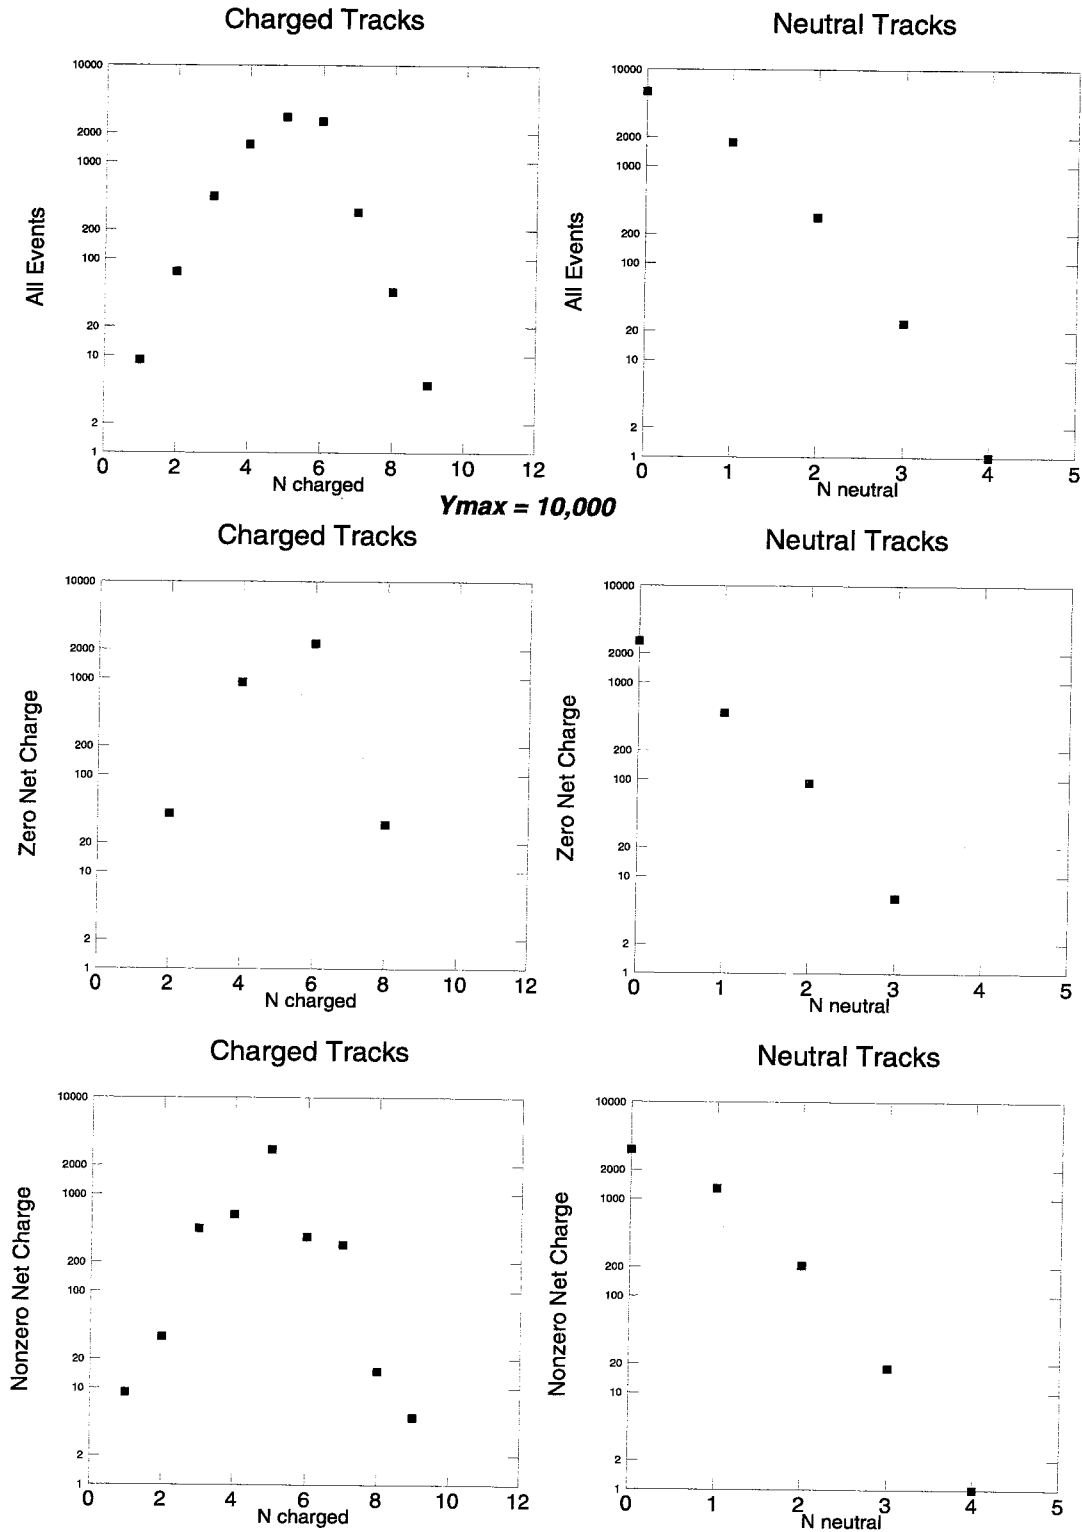 Charged Tracks
10000
2000
1000
200
100
20
10
2
1
0 2 4 6 8 10 12
N charged
All Events
Neutral Tracks
10000
2000
1000
200
100
20
10
2
1
0 1 2 3 4 5
N neutral
All Events
Ymax = 10,000
Charged Tracks
10000
2000
1000
200
100
20
10
2
1
0 2 4 6 8 10 12
N charged
Zero Net Charge
Neutral Tracks
10000
2000
1000
200
100
20
10
2
1
0 1 2 3 4 5
N neutral
Zero Net Charge
Charged Tracks
10000
2000
1000
200
100
20
10
2
1
0 2 4 6 8 10 12
N charged
Nonzero Net Charge
Neutral Tracks
10000
2000
1000
200
100
20
10
2
1
0 1 2 3 4 5
N neutral
Nonzero Net Charge